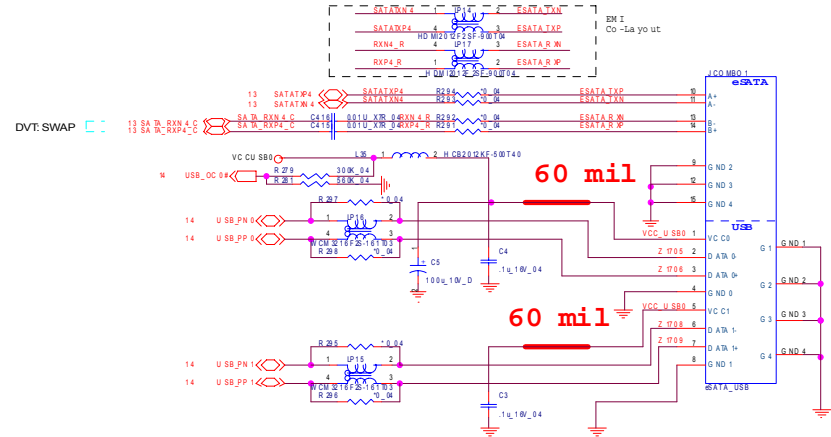 SATATXN4 4 LP14 1 2 ESATA_TXN
SATATXP4 4 3 ESATA_TXP
HDMI2012F2SF-900T04
RXN4_R 4 LP17 3 ESATA_RXN
RXP4_R 1 2 ESATA_RXP
HDMI2012F2SF-900T04
EMI
Co-Layout
JCOMBO1
eSATA
13 SATATXP4 SATATXP4 R294 *0_04 ESATA_TXP 10 A+
13 SATATXN4 SATATXN4 R293 *0_04 ESATA_TXN 11 A-
DVT: SWAP
13 SATA_RXN4_C SATA_RXN4_C C416 0.01U_X7R_04 RXN4_R R292 *0_04 ESATA_RXN 13 B-
13 SATA_RXP4_C SATA_RXP4_C C415 0.01U_X7R_04 RXP4_R R291 *0_04 ESATA_RXP 14 B+
VCCUSB0 L35 1 2 HCB2012KF-500T40
14 USB_OC0# R279 300K_04
R281 560K_04
60 mil
9 GND2
12 GND3
15 GND4
USB
R297 *0_04
14 USB_PN0 1 LP16 2
14 USB_PP0 4 3
WCM3216F2S-161T03
R298 *0_04
VCC_USB0 1 VCC0
Z1705 2 DATA0-
Z1706 3 DATA0+
4 GND0
C5
100u_10V_D
C4
.1u_16V_04
G1 GND1
G2 GND2
G3 GND3
G4 GND4
60 mil
VCC_USB0 5 VCC1
Z1708 6 DATA1-
Z1709 7 DATA1+
8 GND1
eSATA_USB
R295 *0_04
14 USB_PN1 1 LP15 2
14 USB_PP1 4 3
WCM3216F2S-161T03
R296 *0_04
C3
.1u_16V_04